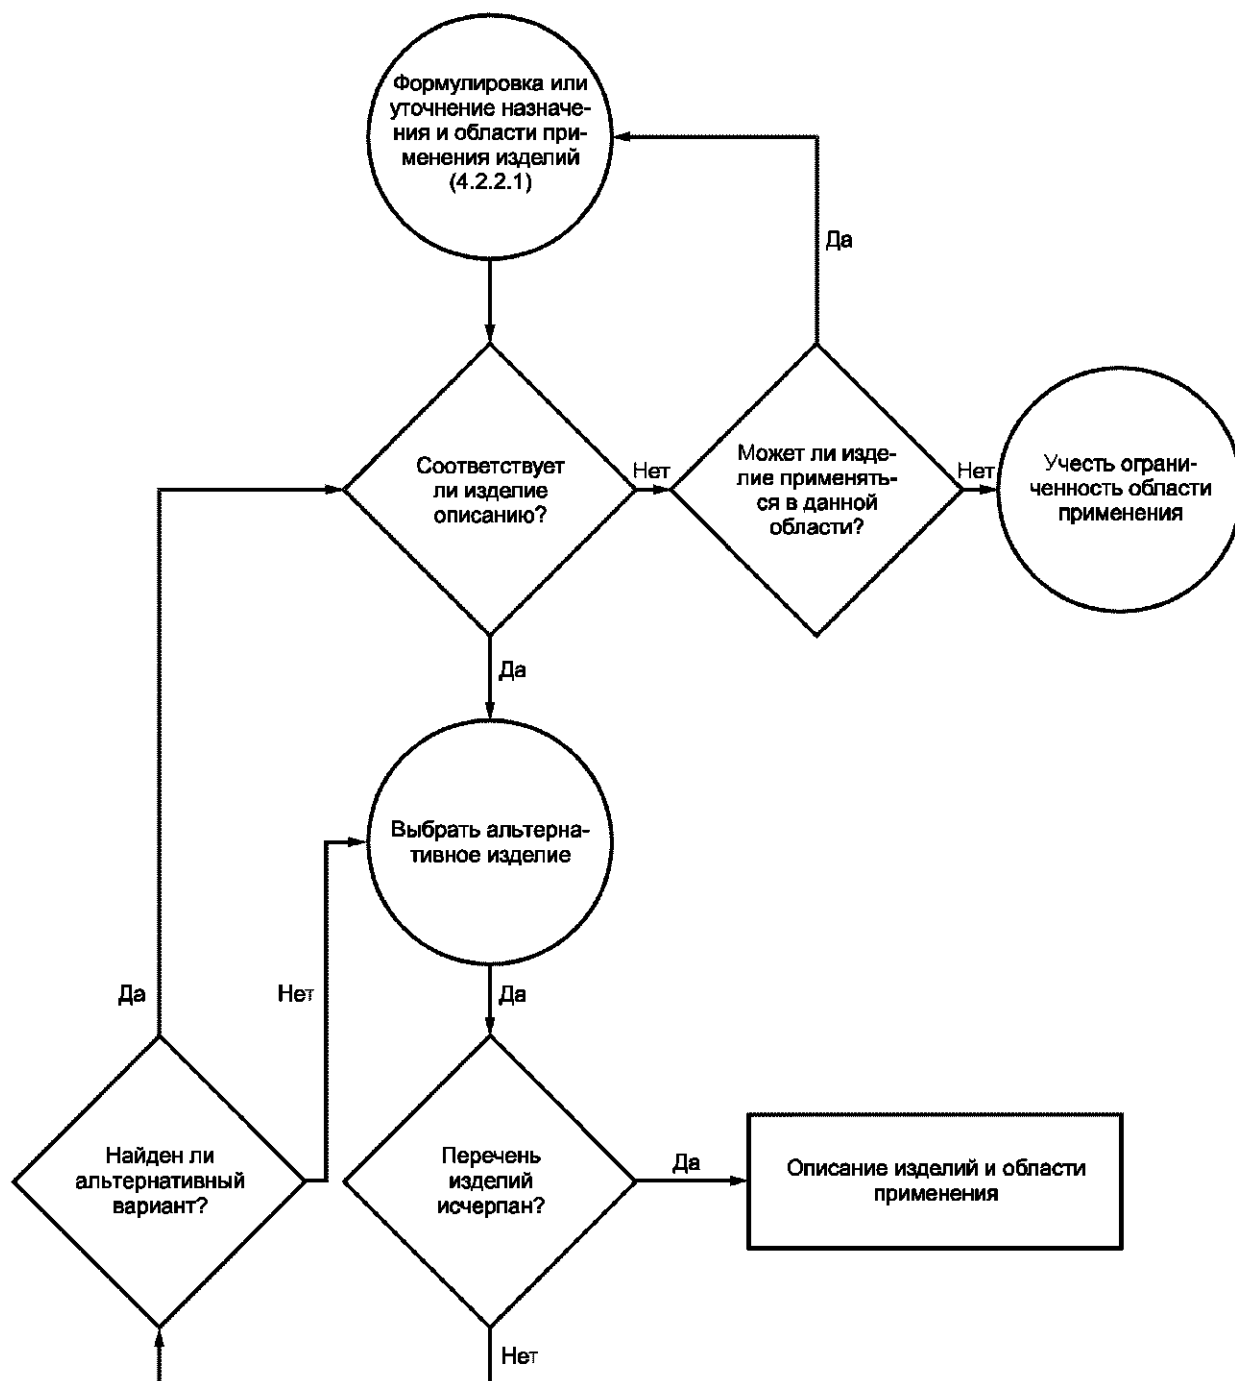 Формулировка или
уточнение назначе-
ния и области при-
менения изделий
(4.2.2.1)
Да
Соответствует
ли изделие
описанию?
Нет
Может ли изде-
лие применять-
ся в данной
области?
Нет
Учесть ограни-
ченность области
применения
Да
Выбрать альтерна-
тивное изделие
Да
Нет
Да
Найден ли
альтернативный
вариант?
Перечень
изделий
исчерпан?
Да
Описание изделий и области
применения
Нет